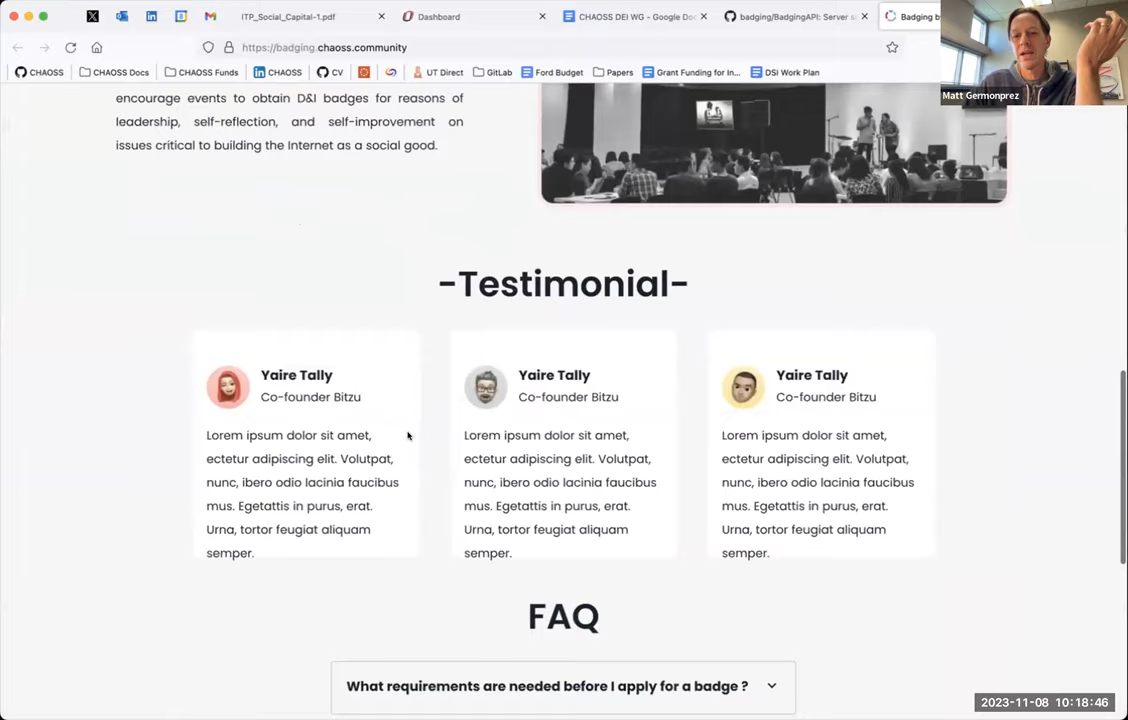 ITP_Social_Capital-1.pdf
Dashboard
CHAOSS DEI WG - Google Doc
badging/BadgingAPI: Server si
Badging b
https://badging.chaoss.community
CHAOSS
CHAOSS Docs
CHAOSS Funds
CHAOSS
CV
UT Direct
GitLab
Ford Budget
Papers
Grant Funding for In...
DSI Work Plan
Matt Germonprez
encourage events to obtain D&I badges for reasons of
leadership, self-reflection, and self-improvement on
issues critical to building the Internet as a social good.
-Testimonial-
Yaire Tally
Co-founder Bitzu
Lorem ipsum dolor sit amet,
ectetur adipiscing elit. Volutpat,
nunc, ibero odio lacinia faucibus
mus. Egetattis in purus, erat.
Urna, tortor feugiat aliquam
semper.
Yaire Tally
Co-founder Bitzu
Lorem ipsum dolor sit amet,
ectetur adipiscing elit. Volutpat,
nunc, ibero odio lacinia faucibus
mus. Egetattis in purus, erat.
Urna, tortor feugiat aliquam
semper.
Yaire Tally
Co-founder Bitzu
Lorem ipsum dolor sit amet,
ectetur adipiscing elit. Volutpat,
nunc, ibero odio lacinia faucibus
mus. Egetattis in purus, erat.
Urna, tortor feugiat aliquam
semper.
FAQ
What requirements are needed before I apply for a badge ?
2023-11-08 10:18:46